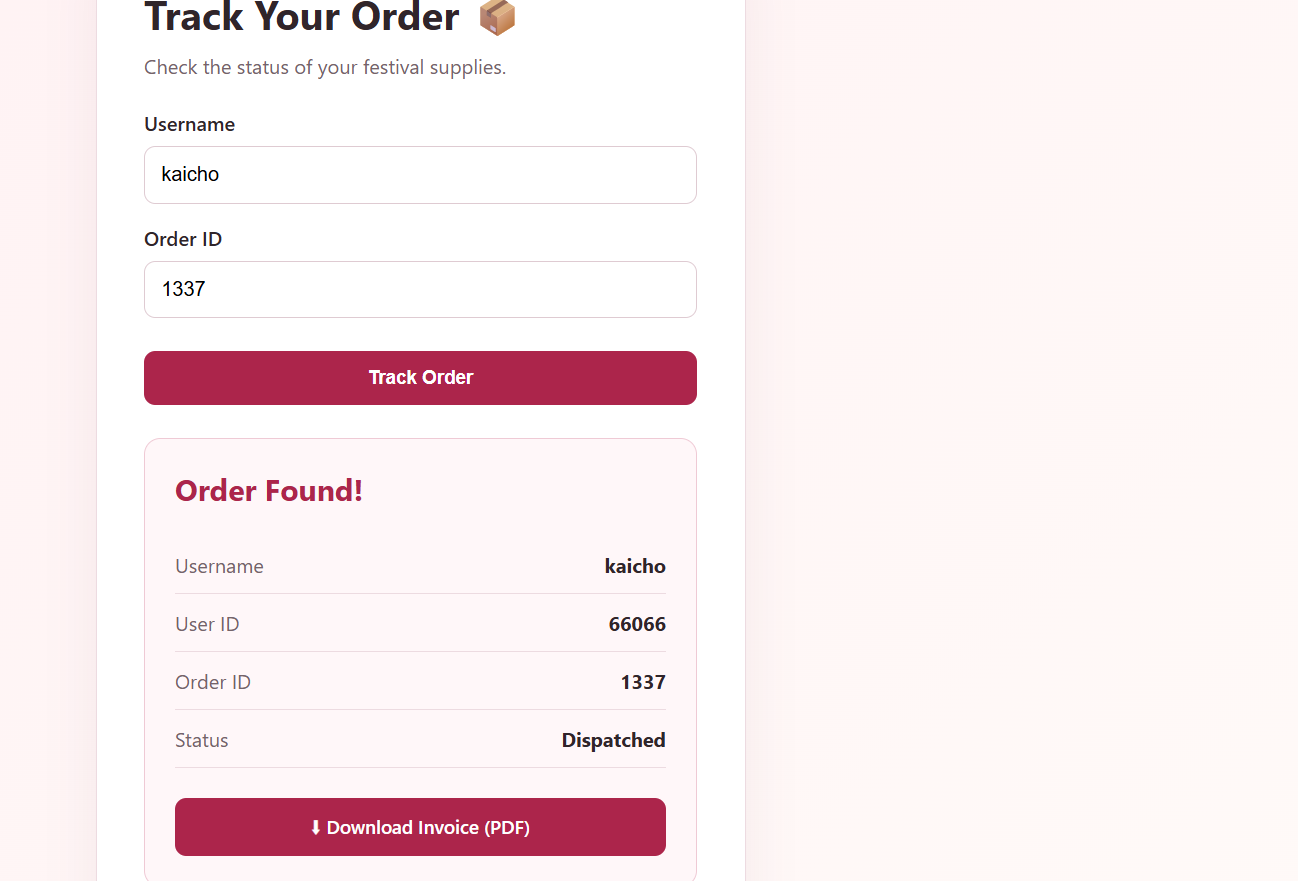 Track Your Order 📦
Check the status of your festival supplies.
Username
kaicho
Order ID
1337
Track Order
Order Found!
Username kaicho
User ID 66066
Order ID 1337
Status Dispatched
⬇ Download Invoice (PDF)